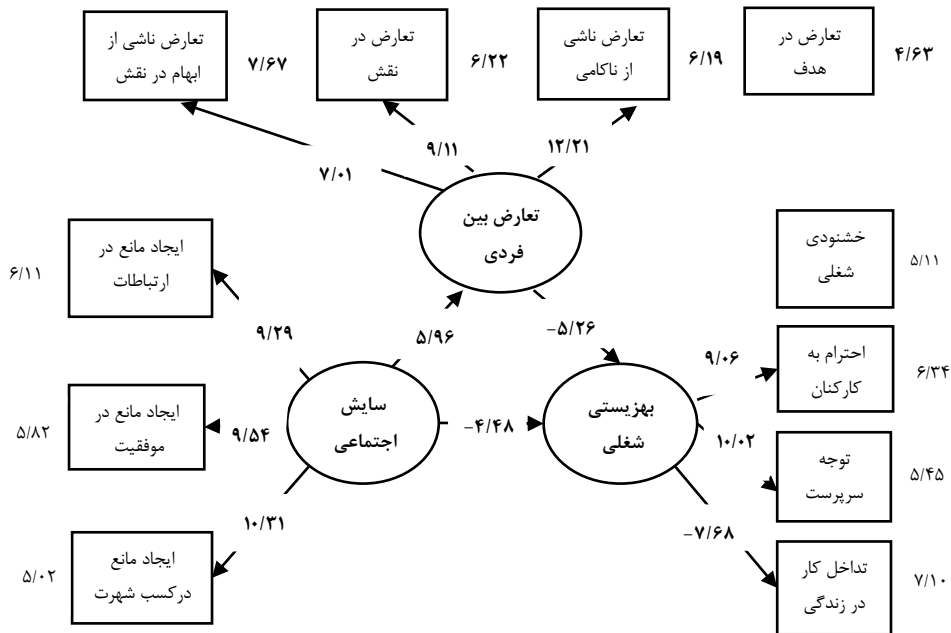 تعارض ناشی از
ابهام در نقش
۷/۶۷
تعارض در
نقش
۶/۲۲
تعارض ناشی
از ناکامی
۶/۱۹
تعارض در
هدف
۴/۶۳
۷/۰۱
۹/۱۱
۱۲/۲۱
تعارض بین
فردی
ایجاد مانع در
ارتباطات
۶/۱۱
خشنودی
شغلی
۵/۱۱
۹/۲۹
۵/۹۶
−۵/۲۶
۹/۰۶
احترام به
کارکنان
۶/۳۴
ایجاد مانع در
موفقیت
۵/۸۲
۹/۵۴
سایش
اجتماعی
−۴/۴۸
بهزیستی
شغلی
۱۰/۰۲
توجه
سرپرست
۵/۴۵
۱۰/۳۱
−۷/۶۸
ایجاد مانع
درکسب شهرت
۵/۰۲
تداخل کار
در زندگی
۷/۱۰